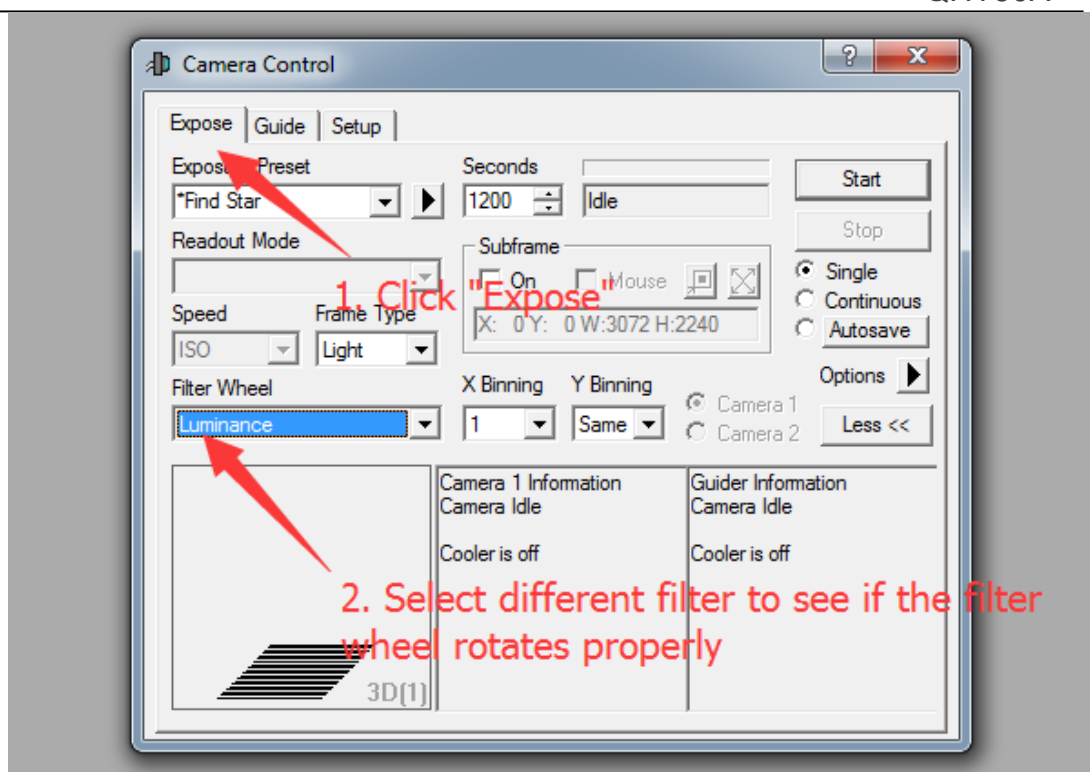 Camera Control
Expose Guide Setup
Exposure Preset Seconds
*Find Star 1200 Idle Start
Readout Mode Subframe Stop
On Mouse Single
1. Click "Expose"
Continuous
Speed Frame Type X: 0 Y: 0 W:3072 H:2240 Autosave
ISO Light
Filter Wheel X Binning Y Binning Options
Luminance 1 Same Camera 1
Camera 2 Less <<
Camera 1 Information Guider Information
Camera Idle Camera Idle
Cooler is off Cooler is off
2. Select different filter to see if the filter
wheel rotates properly
3D(1)